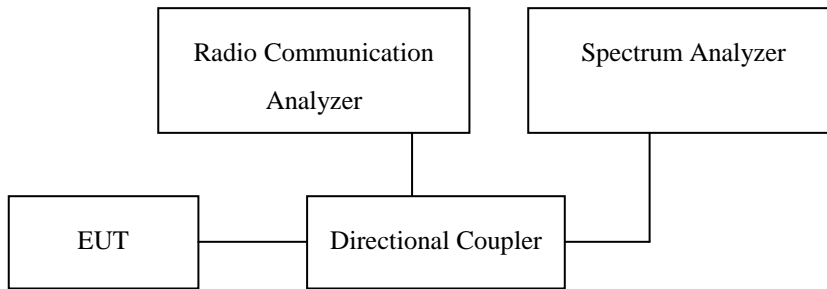 Radio Communication
Analyzer
Spectrum Analyzer
EUT
Directional Coupler